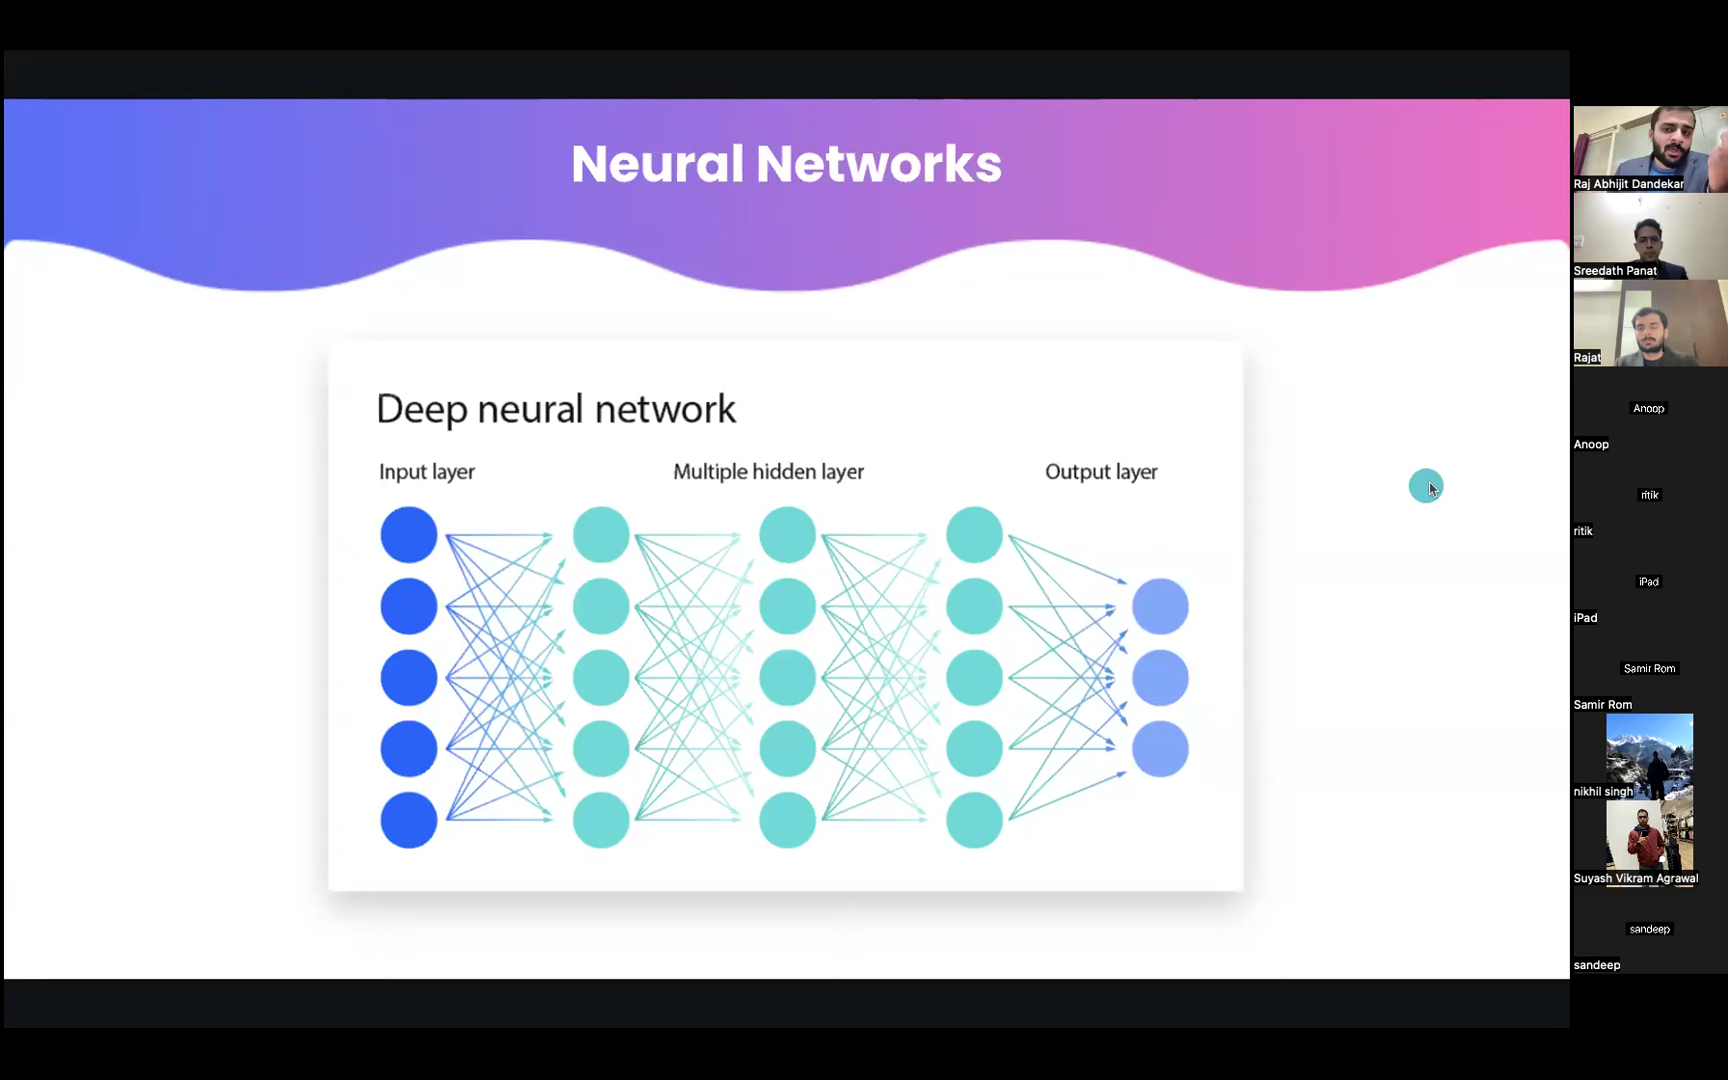 Neural Networks
Deep neural network
Input layer
Multiple hidden layer
Output layer
Raj Abhijit Dandekar
Sreedath Panat
Rajat
Anoop
Anoop
ritik
ritik
iPad
iPad
Samir Rom
Samir Rom
nikhil singh
Suyash Vikram Agrawal
sandeep
sandeep